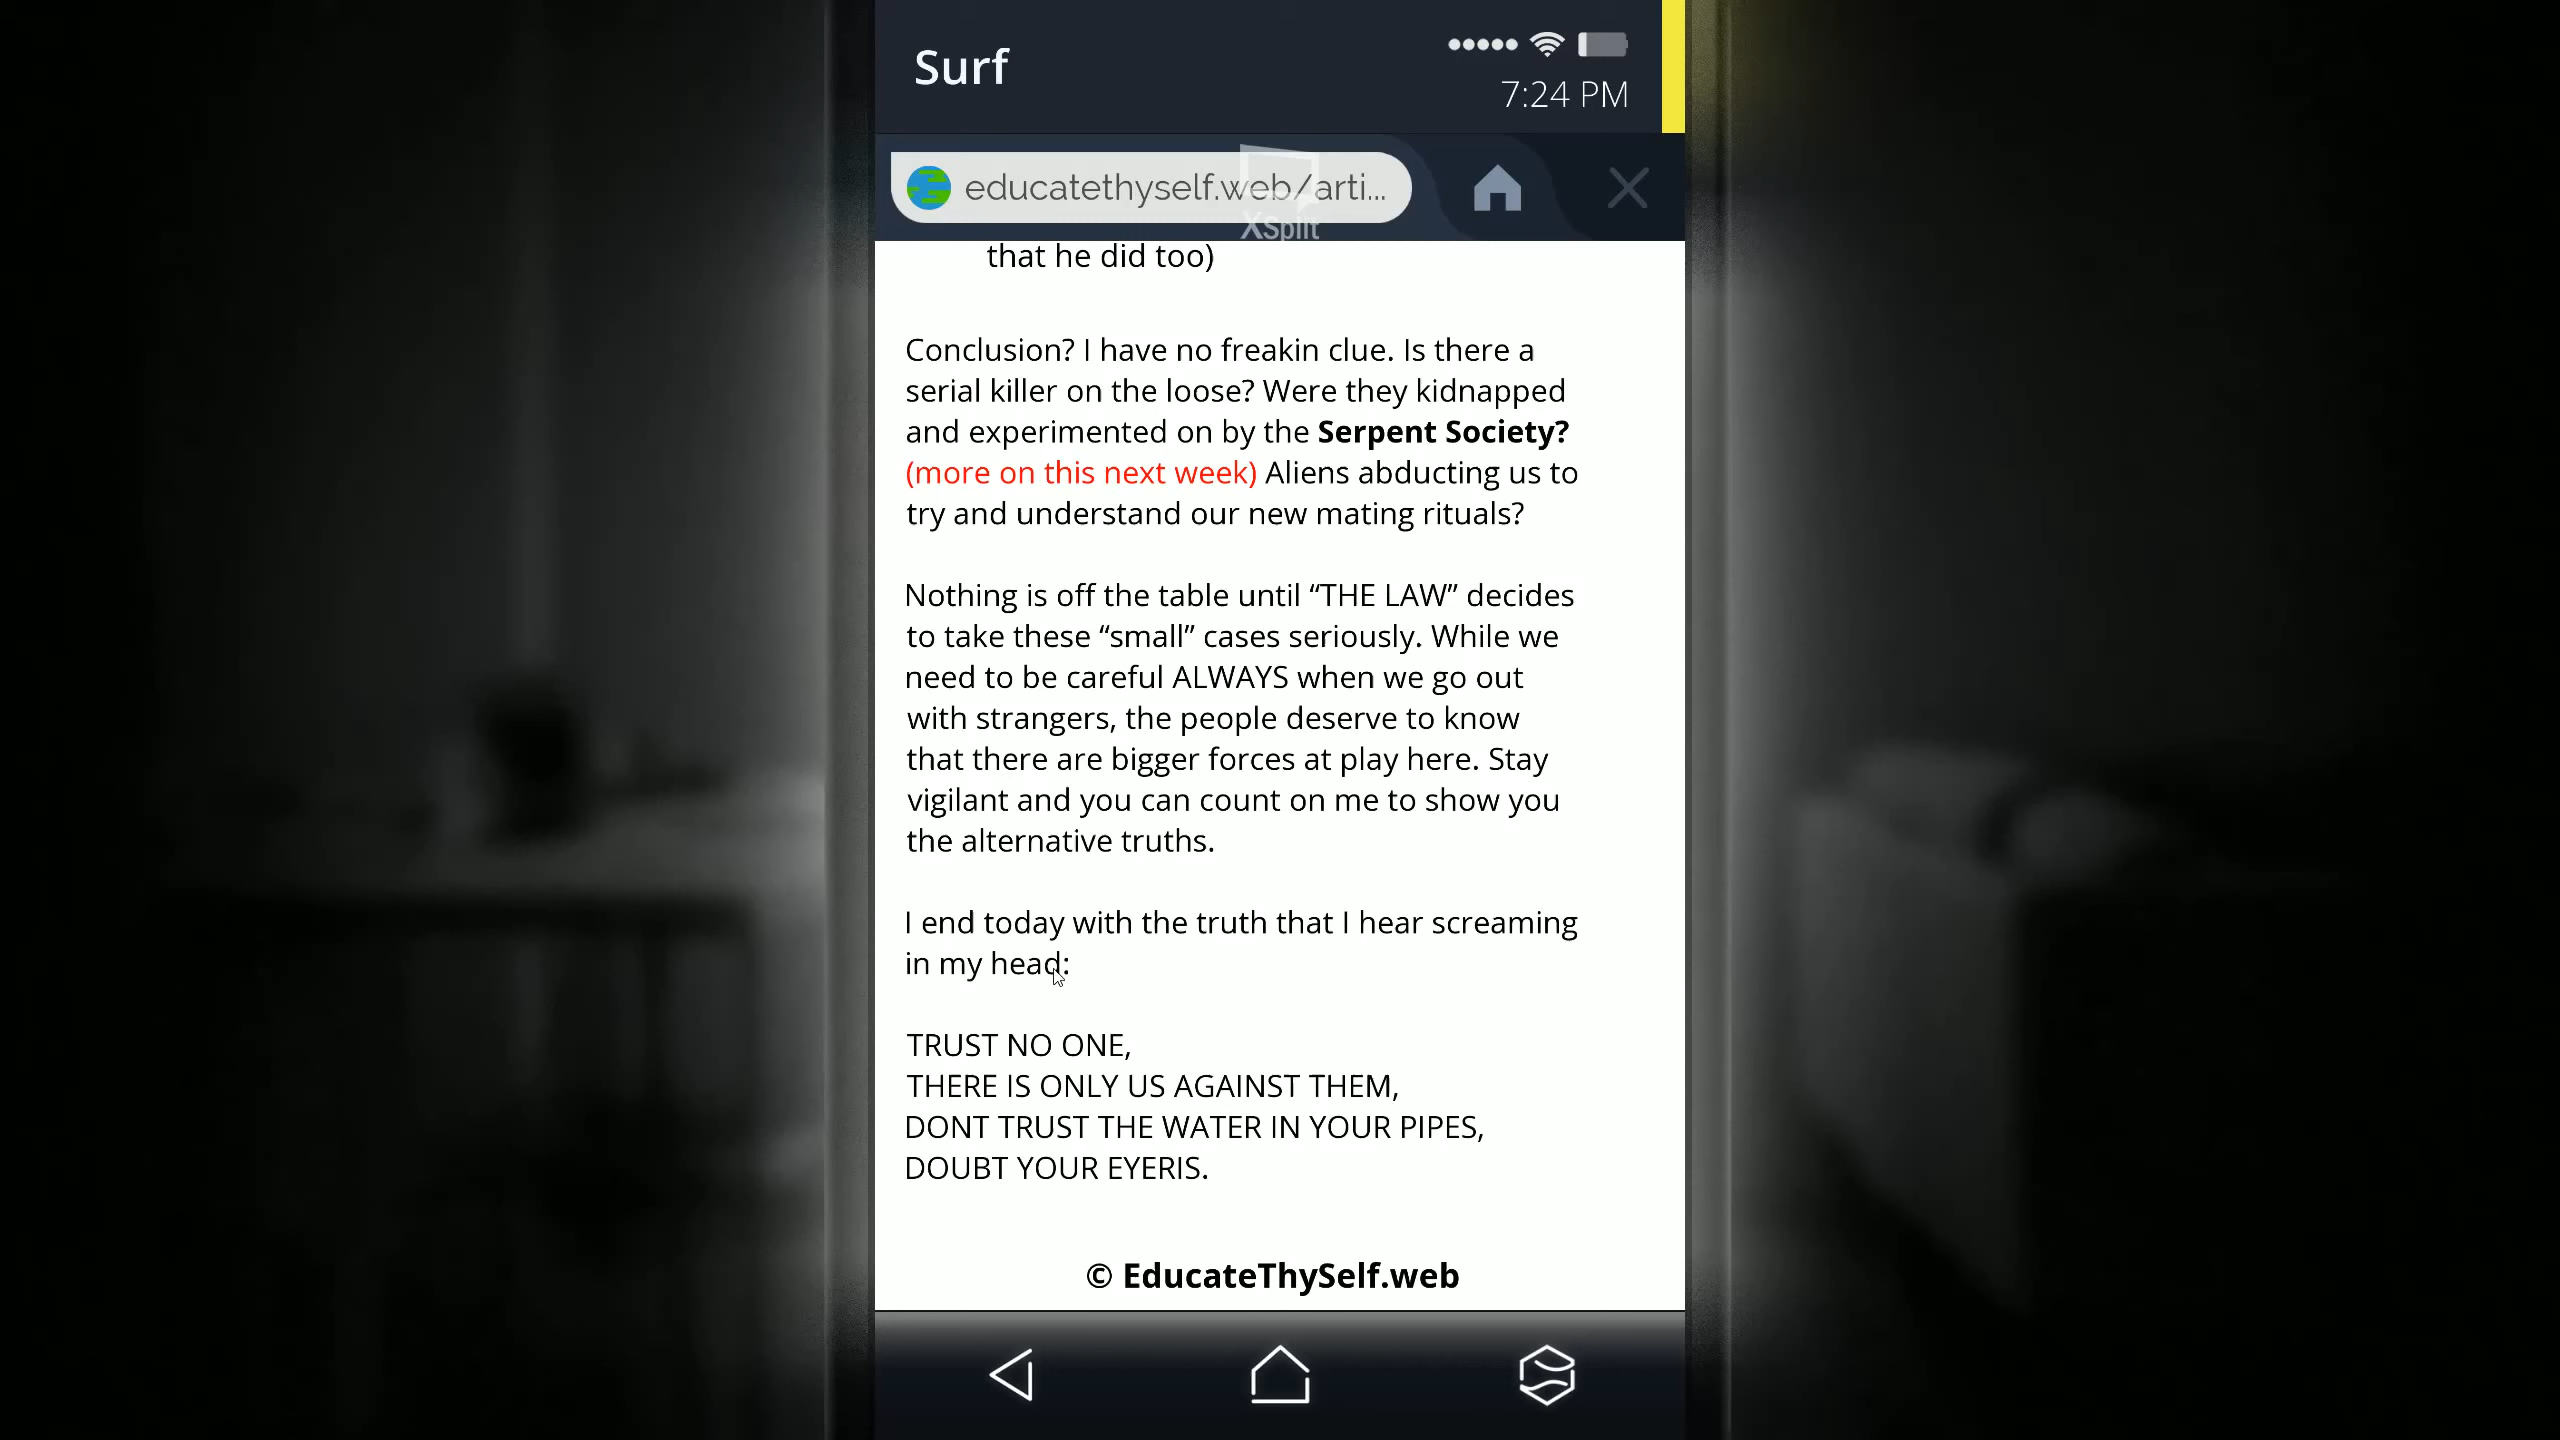 Surf
7:24 PM
educatethyself.web/arti...
XSplit
that he did too)
Conclusion? I have no freakin clue. Is there a
serial killer on the loose? Were they kidnapped
and experimented on by the Serpent Society?
(more on this next week) Aliens abducting us to
try and understand our new mating rituals?
Nothing is off the table until “THE LAW” decides
to take these “small” cases seriously. While we
need to be careful ALWAYS when we go out
with strangers, the people deserve to know
that there are bigger forces at play here. Stay
vigilant and you can count on me to show you
the alternative truths.
I end today with the truth that I hear screaming
in my head:
TRUST NO ONE,
THERE IS ONLY US AGAINST THEM,
DONT TRUST THE WATER IN YOUR PIPES,
DOUBT YOUR EYERIS.
© EducateThySelf.web